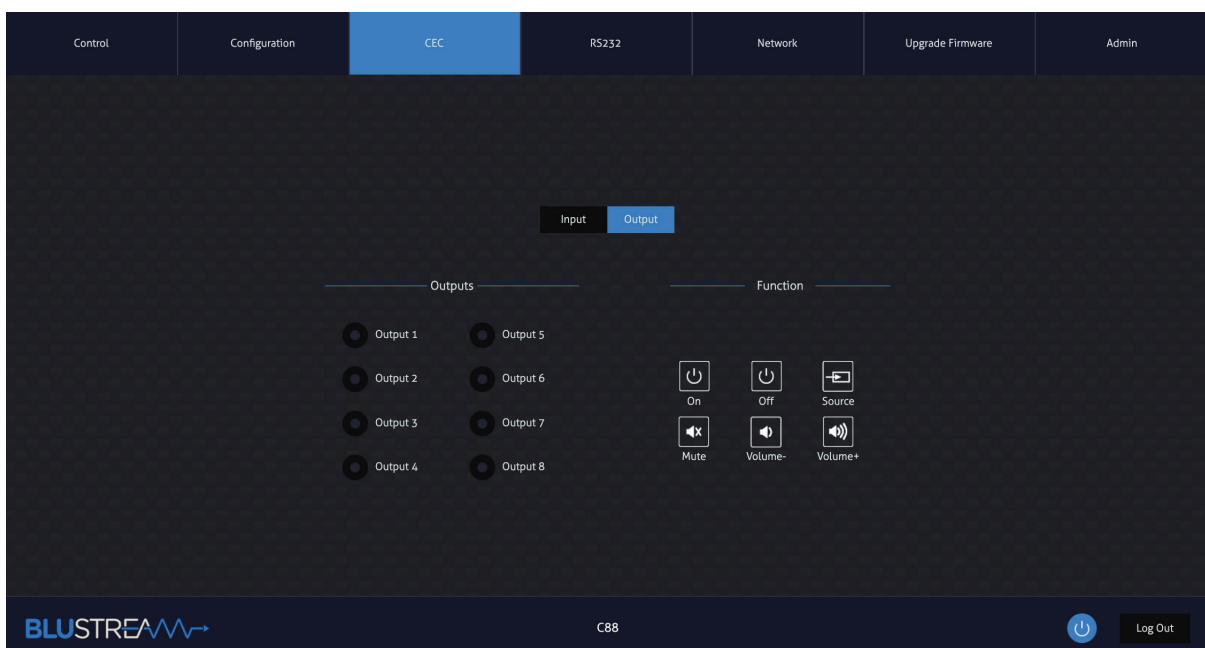 Control Configuration CEC RS232 Network Upgrade Firmware Admin
Input Output
Outputs Function
Output 1 Output 5
Output 2 Output 6
On Off Source
Output 3 Output 7
Mute Volume- Volume+
Output 4 Output 8
BLUSTREAM C88 Log Out